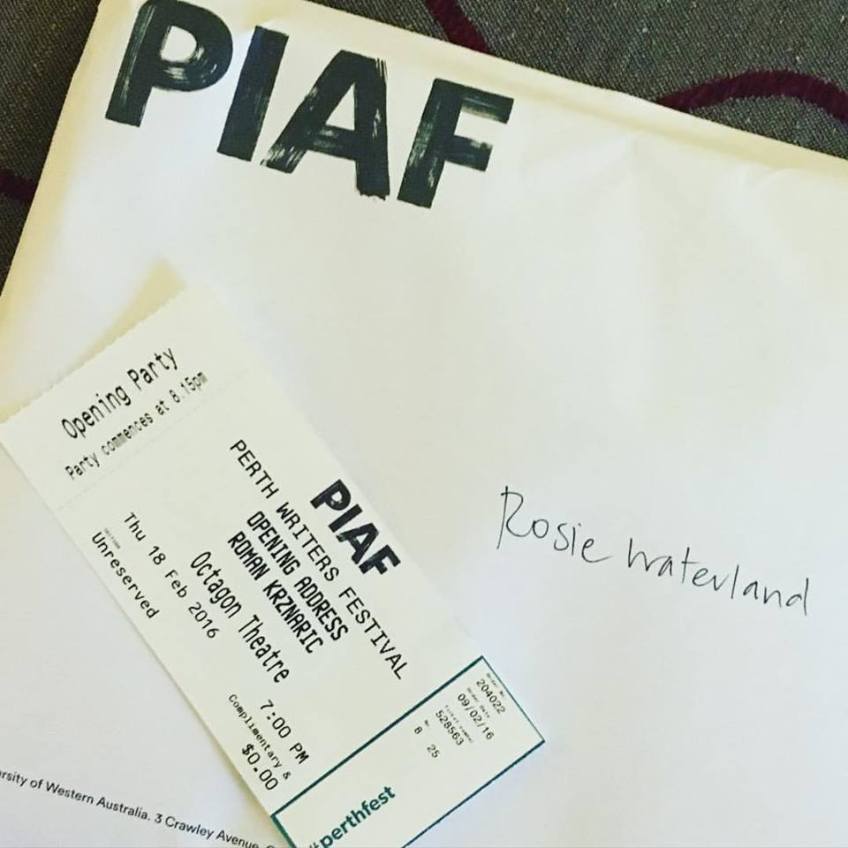 PIAF
Opening Party
Party commences at 8.15pm
PIAF
PERTH WRITERS FESTIVAL
OPENING ADDRESS
ROMAN KRZNARIC
Octagon Theatre
Thu 18 Feb 2016
7:00 PM
Unreserved
Complimentary &
$0.00
204022
09/02/16
528563
8 25
#perthfest
Rosie Waterland
University of Western Australia. 3 Crawley Avenue,